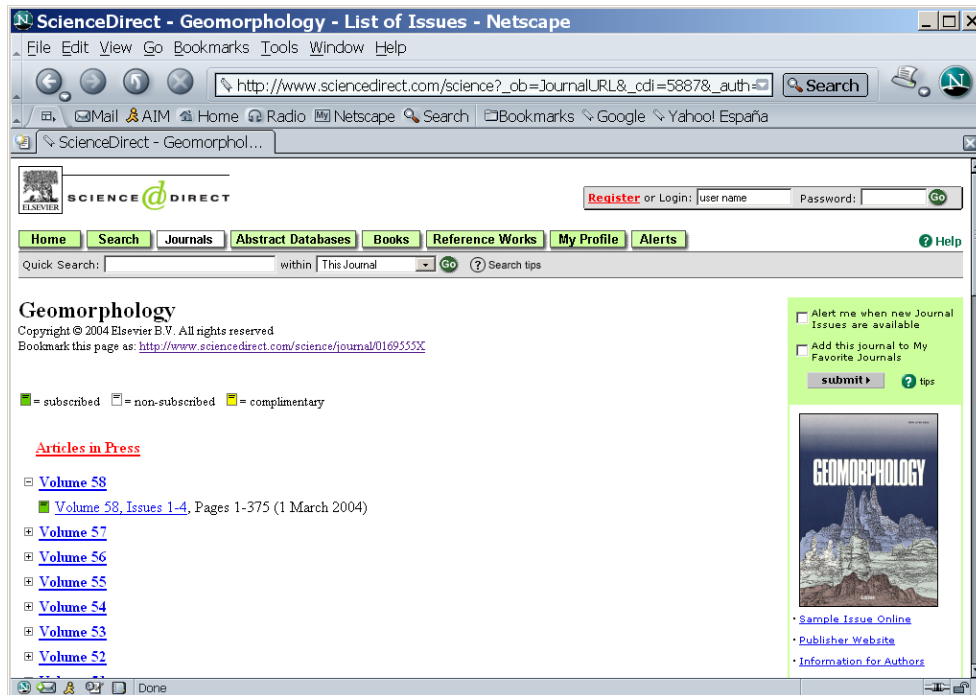 ScienceDirect - Geomorphology - List of Issues - Netscape
File Edit View Go Bookmarks Tools Window Help
http://www.sciencedirect.com/science?_ob=JournalURL&_cdi=5887&_auth= Search
Mail AIM Home Radio Netscape Search Bookmarks Google Yahoo! España
ScienceDirect - Geomorphol...
ELSEVIER SCIENCE @ DIRECT
Register or Login: user name Password: Go
Home Search Journals Abstract Databases Books Reference Works My Profile Alerts Help
Quick Search: within This Journal Go Search tips
Geomorphology
Copyright © 2004 Elsevier B.V. All rights reserved
Bookmark this page as: http://www.sciencedirect.com/science/journal/0169555X
Alert me when new Journal
Issues are available
Add this journal to My
Favorite Journals
submit tips
= subscribed = non-subscribed = complimentary
Articles in Press
Volume 58
Volume 58, Issues 1-4, Pages 1-375 (1 March 2004)
Volume 57
Volume 56
Volume 55
Volume 54
Volume 53
Volume 52
GEOMORPHOLOGY
Sample Issue Online
Publisher Website
Information for Authors
Done